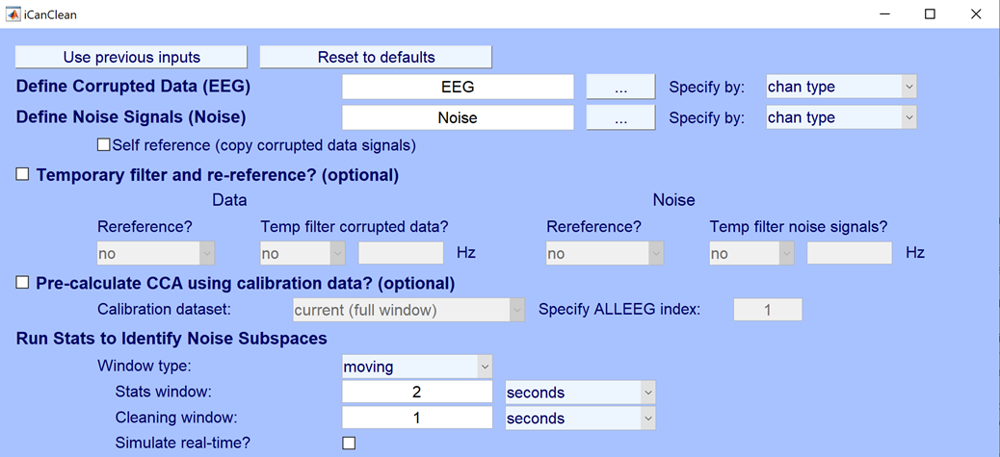 iCanClean
Use previous inputs Reset to defaults
Define Corrupted Data (EEG) EEG ... Specify by: chan type
Define Noise Signals (Noise) Noise ... Specify by: chan type
Self reference (copy corrupted data signals)
Temporary filter and re-reference? (optional)
Data Noise
Rereference? Temp filter corrupted data? Rereference? Temp filter noise signals?
no no Hz no no Hz
Pre-calculate CCA using calibration data? (optional)
Calibration dataset: current (full window) Specify ALLEEG index: 1
Run Stats to Identify Noise Subspaces
Window type: moving
Stats window: 2 seconds
Cleaning window: 1 seconds
Simulate real-time?